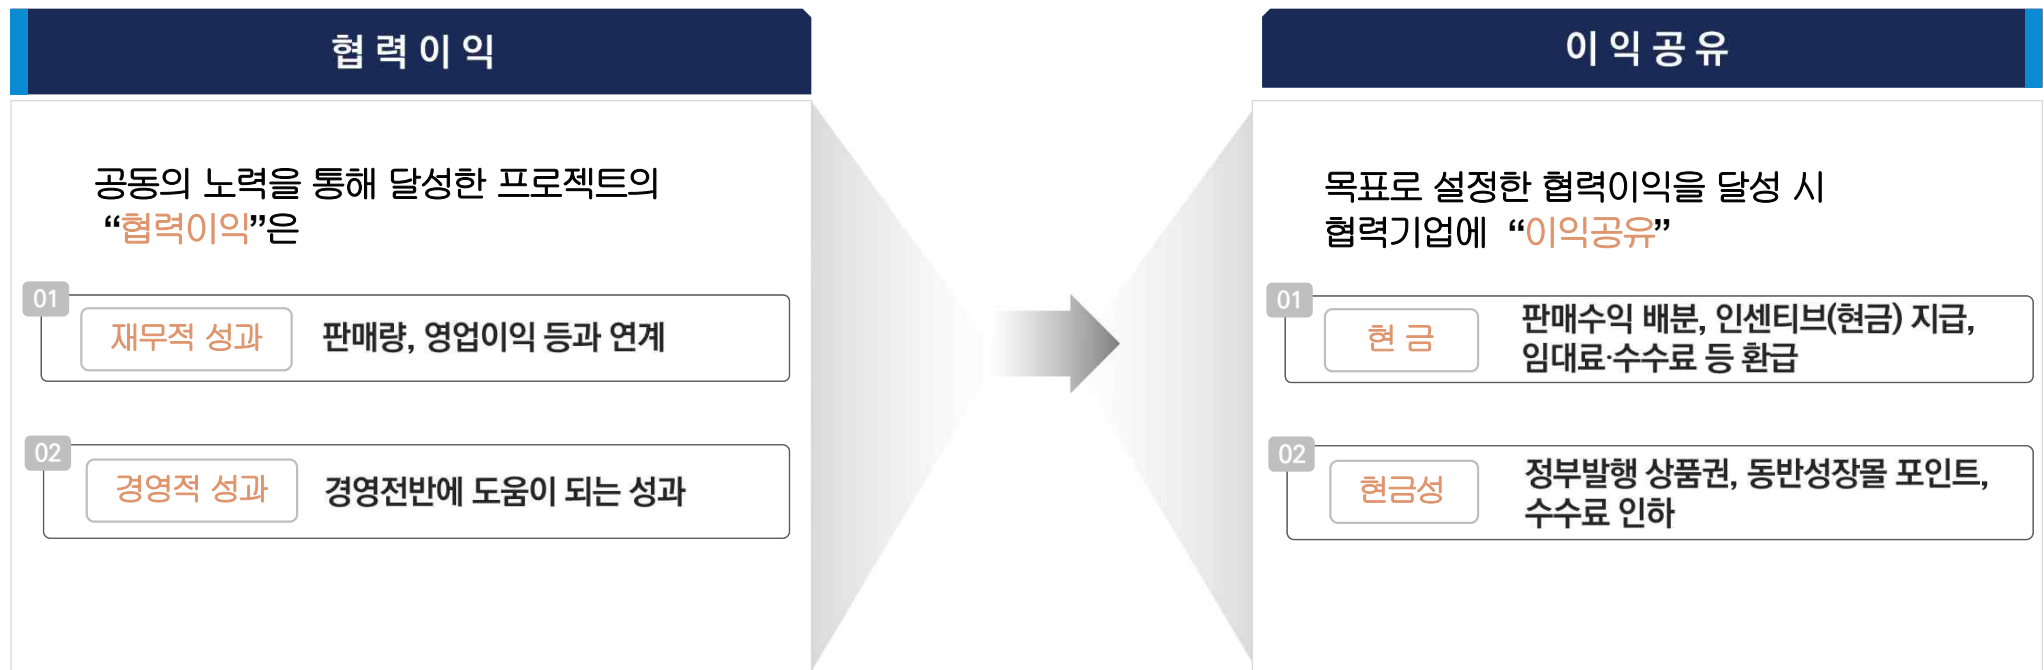 협력이익
공동의 노력을 통해 달성한 프로젝트의
“협력이익”은
01
재무적 성과
판매량, 영업이익 등과 연계
02
경영적 성과
경영전반에 도움이 되는 성과
이익공유
목표로 설정한 협력이익을 달성 시
협력기업에 “이익공유”
01
현 금
판매수익 배분, 인센티브(현금) 지급,
임대료·수수료 등 환급
02
현금성
정부발행 상품권, 동반성장몰 포인트,
수수료 인하